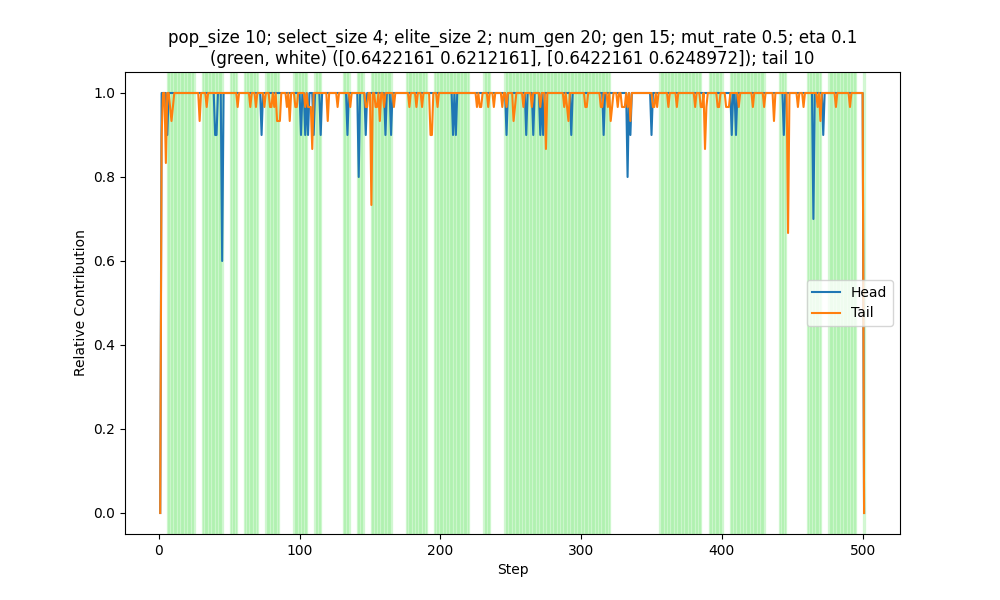 pop_size 10; select_size 4; elite_size 2; num_gen 20; gen 15; mut_rate 0.5; eta 0.1
(green, white) ([0.6422161 0.6212161], [0.6422161 0.6248972]); tail 10
1.0
0.8
0.6
0.4
0.2
0.0
Relative Contribution
Head
Tail
0
100
200
300
400
500
Step